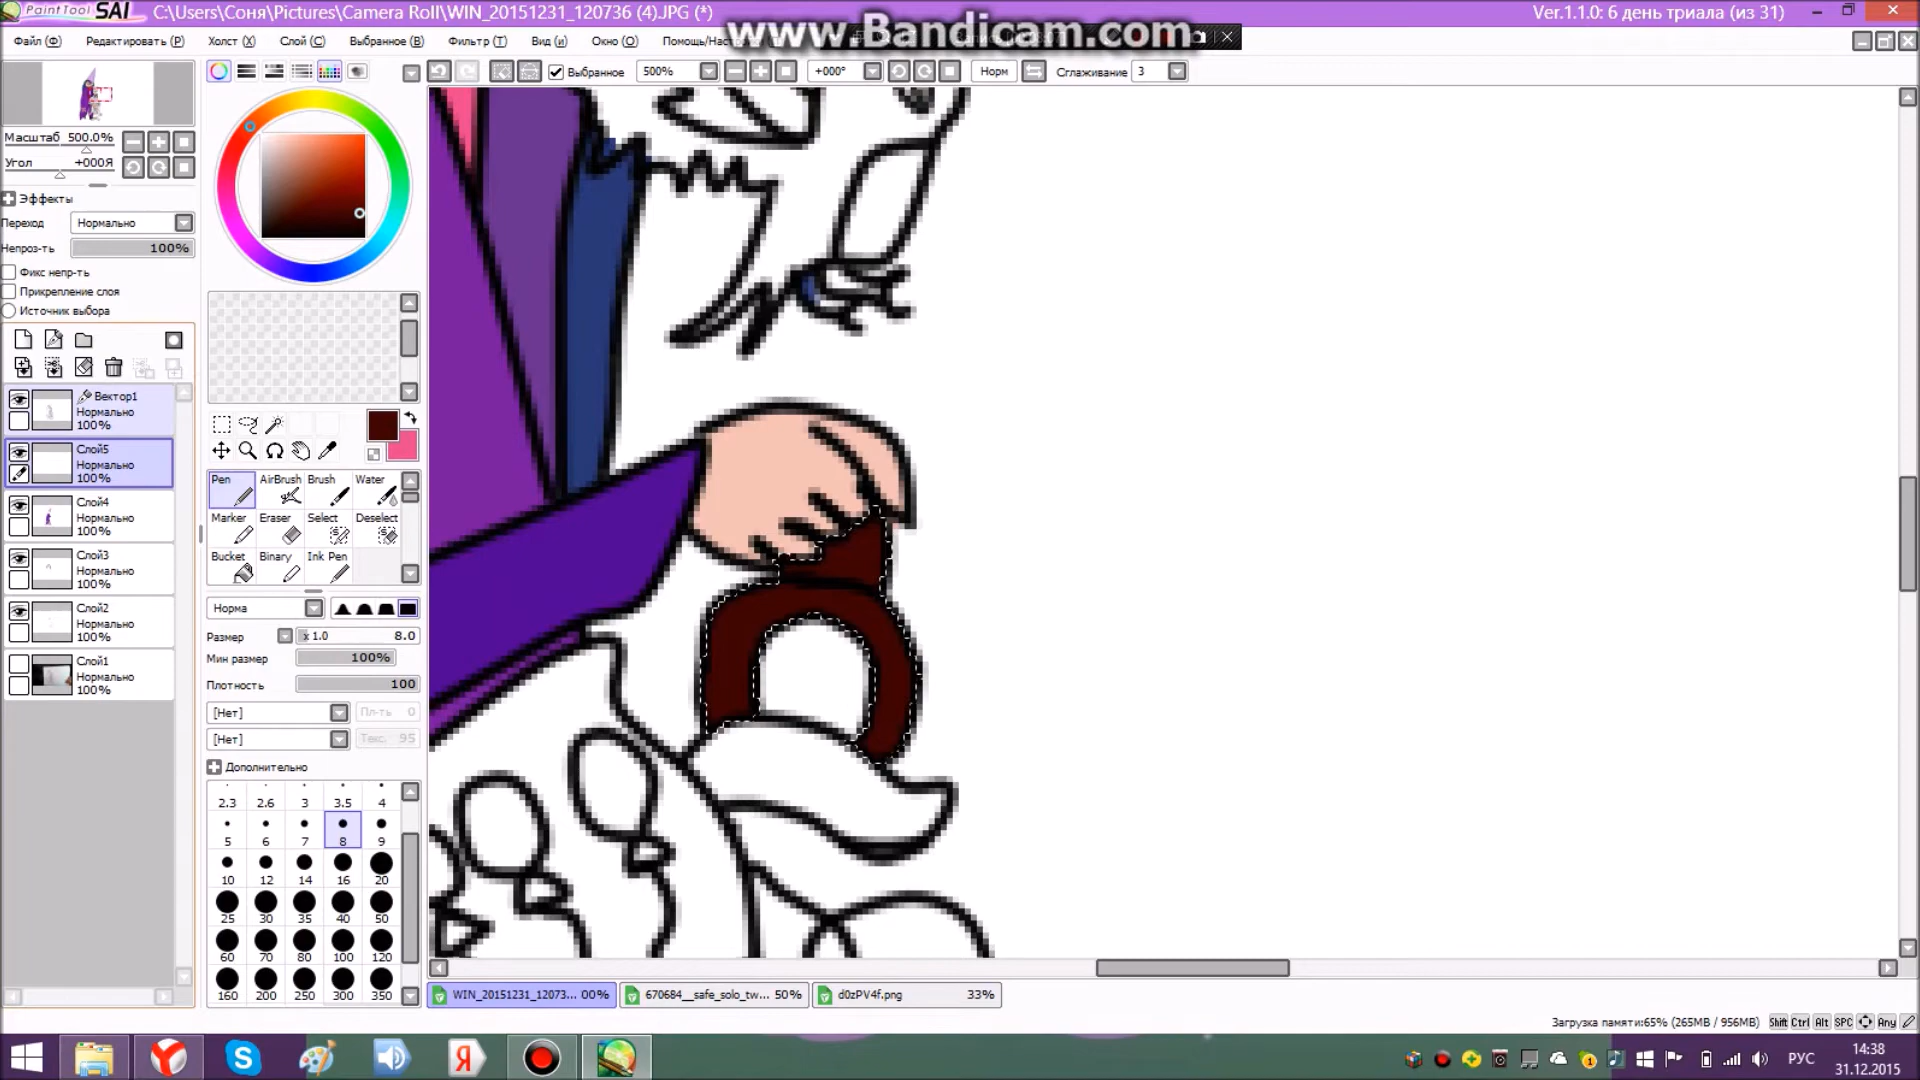 PaintTool SAI C:\Users\Соня\Pictures\Camera Roll\WIN_20151231_120736 (4).JPG (*)
www.Bandicam.com
Ver.1.1.0: 6 день триала (из 31)
Файл (Ф) Редактировать (P) Холст (X) Слой (C) Выбранное (B) Фильтр (T) Вид (и) Окно (O)
Выбранное 500% +000° Норм Сглаживание 3
Масштаб 500.0%
Угол +000Я
Эффекты
Переход Нормально
Непроз-ть 100%
Фикс непр-ть
Прикрепление слоя
Источник выбора
Вектор1
Нормально
100%
Слой5
Нормально
100%
Слой4
Нормально
100%
Слой3
Нормально
100%
Слой2
Нормально
100%
Слой1
Нормально
100%
Pen AirBrush Brush Water
Marker Eraser Select Deselect
Bucket Binary Ink Pen
Норма
Размер x 1.0 8.0
Мин размер 100%
Плотность 100
[Нет] Пл-ть 0
[Нет] Текс. 95
Дополнительно
2.3 2.6 3 3.5 4
5 6 7 8 9
10 12 14 16 20
25 30 35 40 50
60 70 80 100 120
160 200 250 300 350
WIN_20151231_12073... 00% 670684__safe_solo_tw... 50% d0zPV4f.png 33%
Загрузка памяти:65% (265MB / 956MB) Shift Ctrl Alt SPC Any
РУС
14:38
31.12.2015